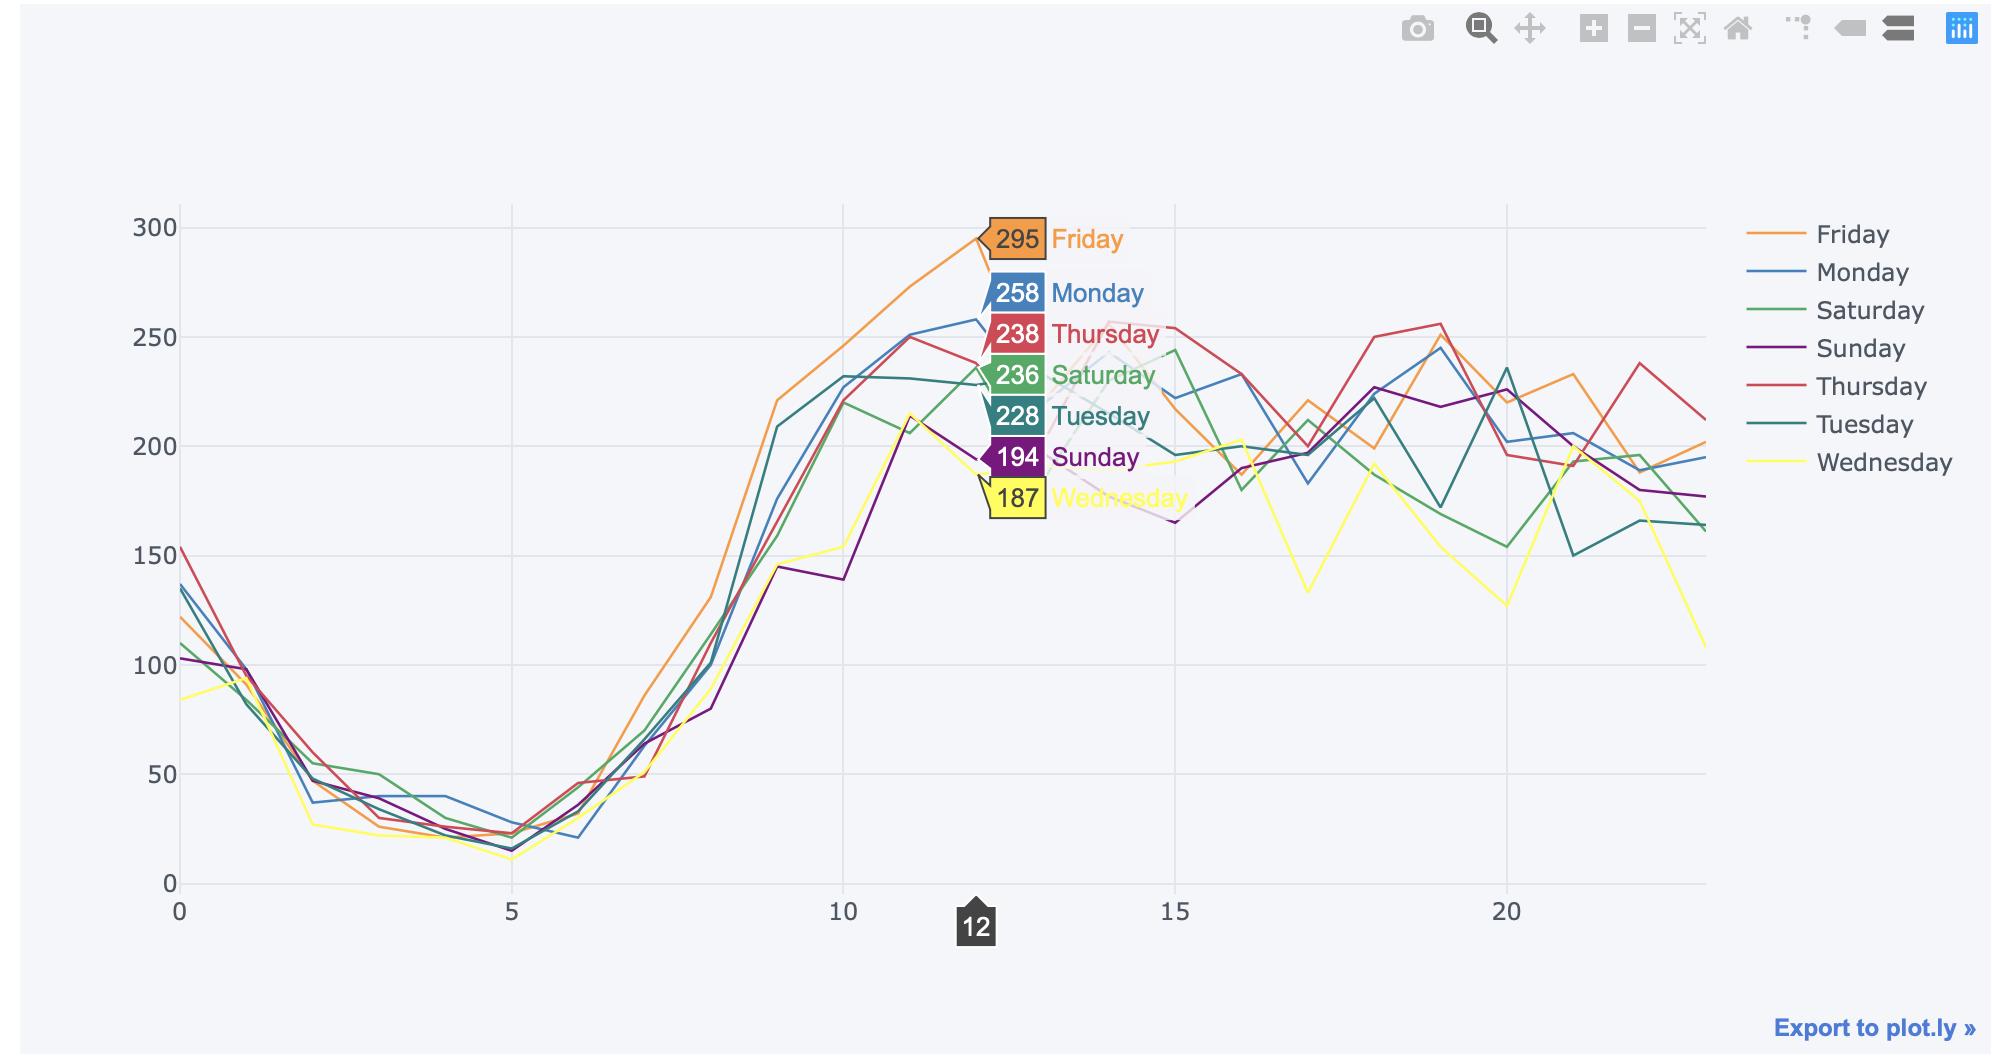 300
250
200
150
100
50
0
0 5 10 15 20
12
295 Friday
258 Monday
238 Thursday
236 Saturday
228 Tuesday
194 Sunday
187 Wednesday
Friday
Monday
Saturday
Sunday
Thursday
Tuesday
Wednesday
Export to plot.ly »